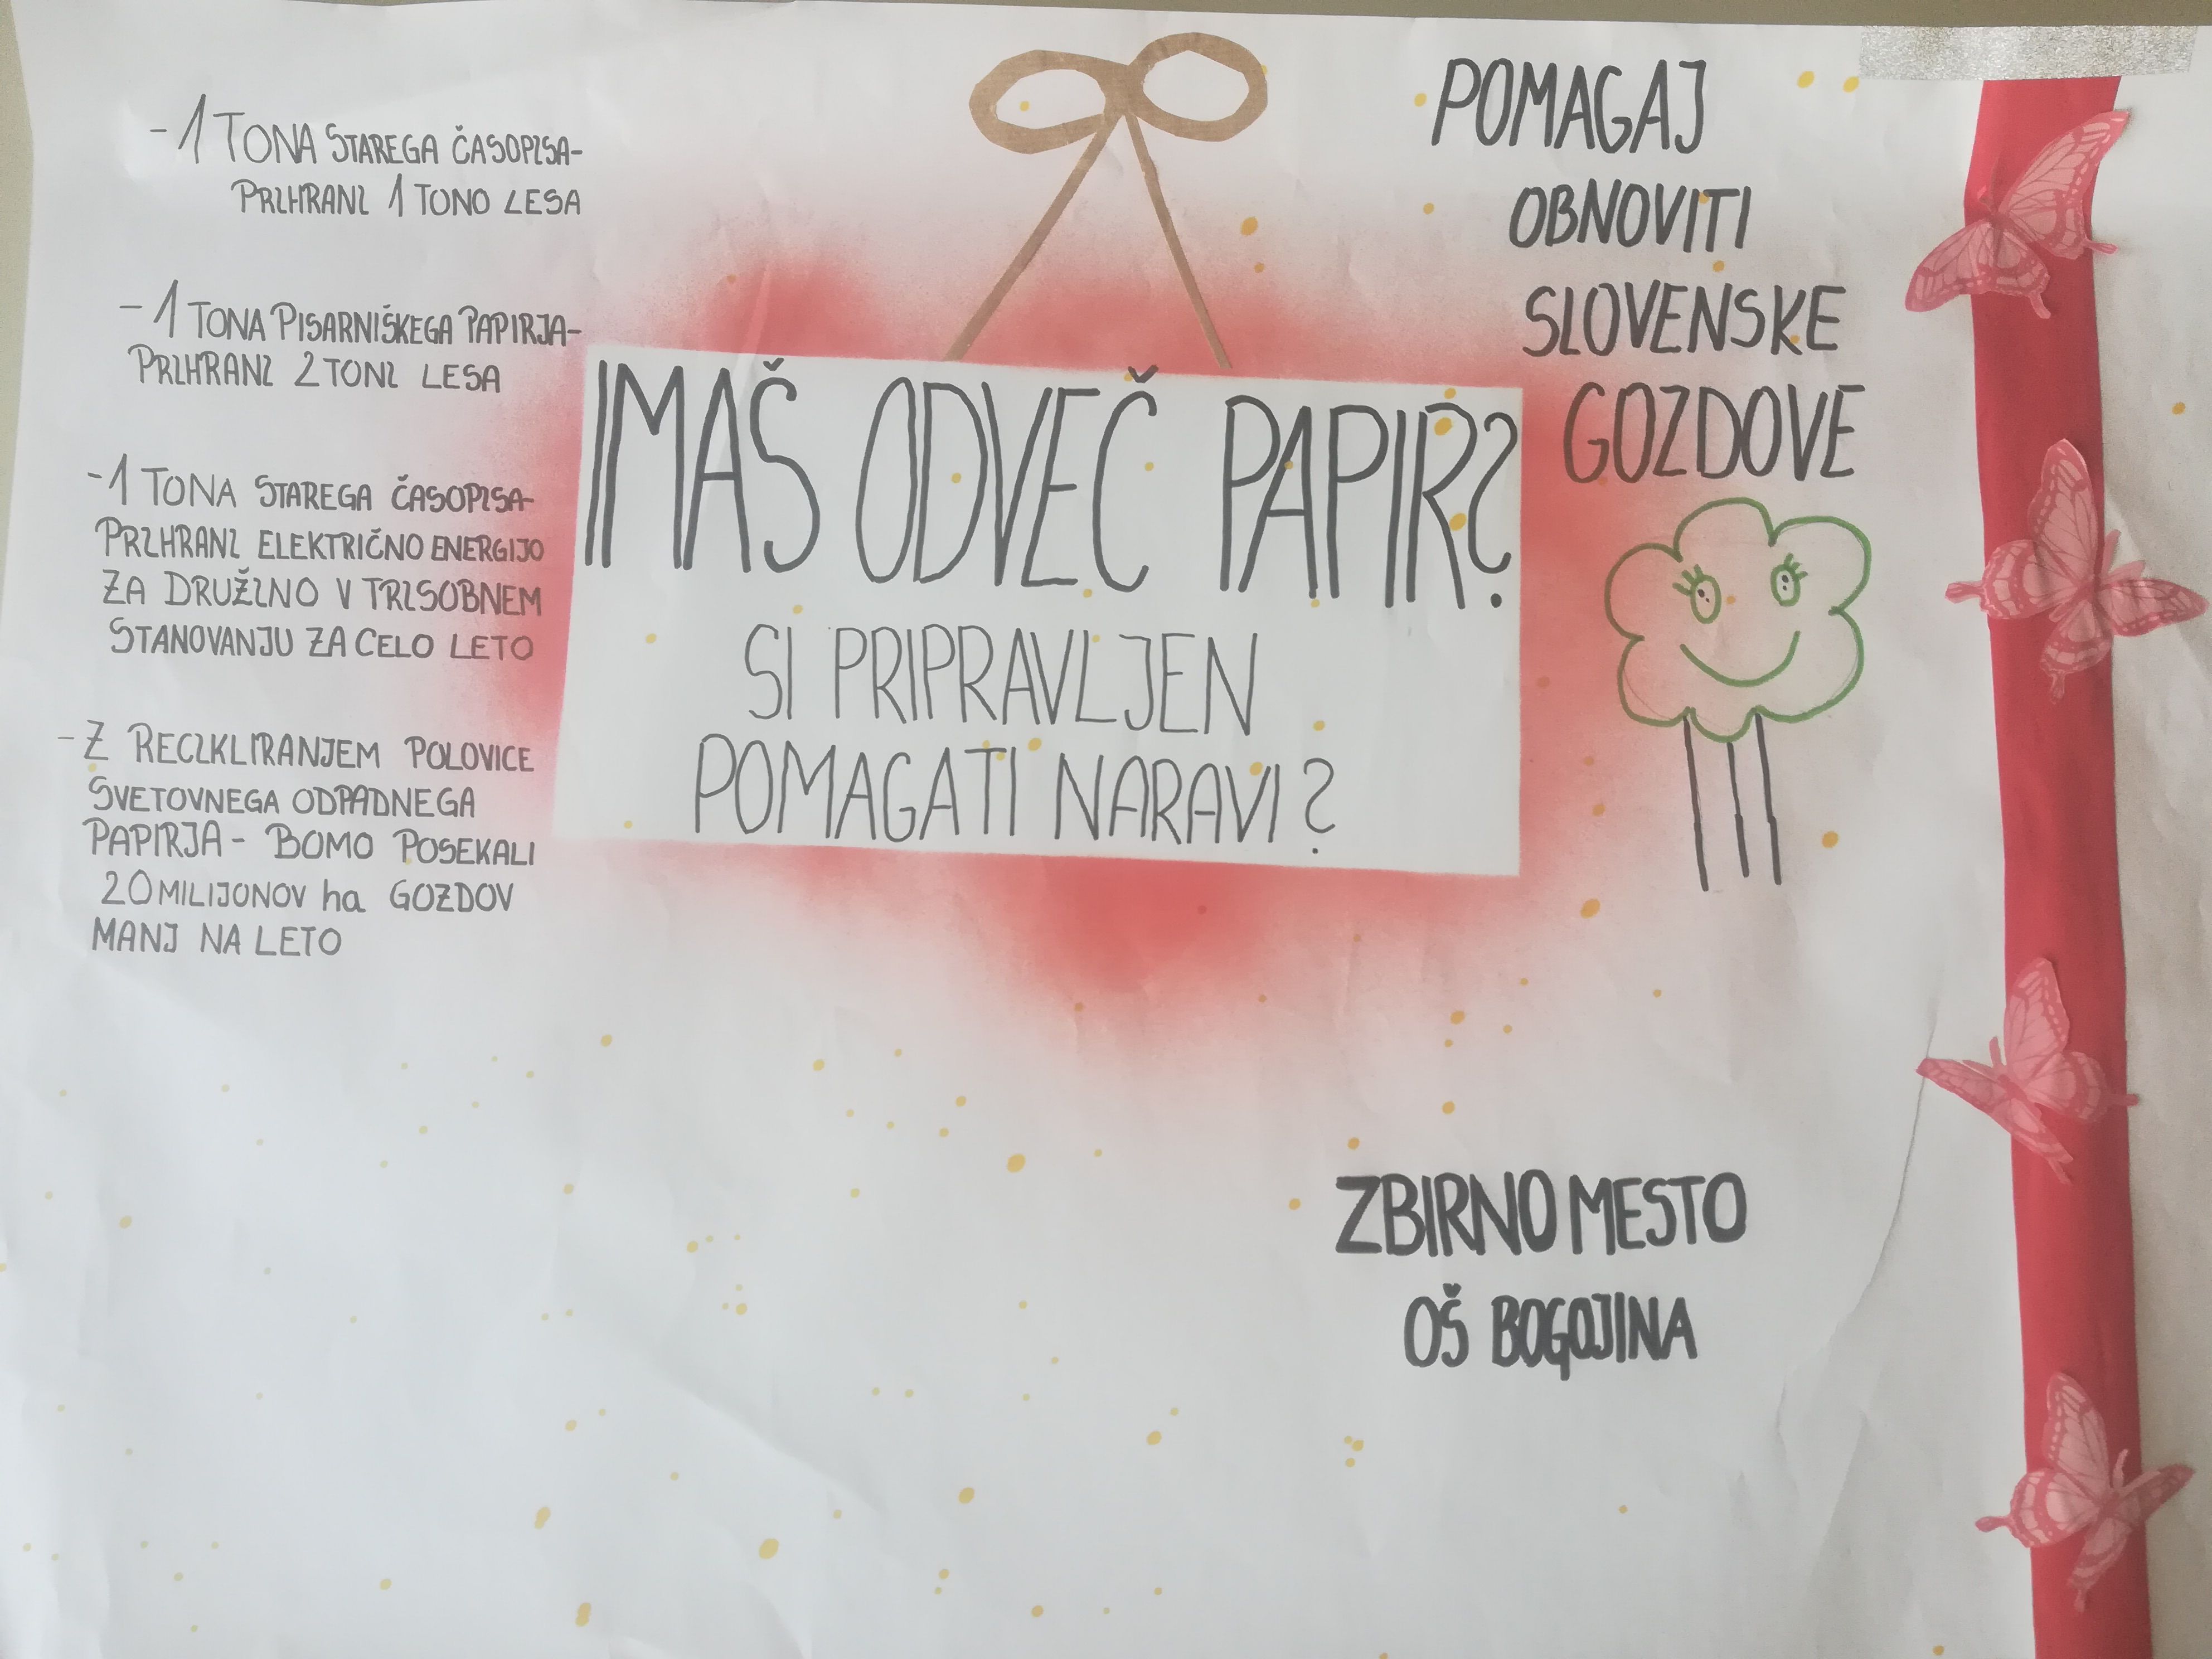 - 1 TONA STAREGA ČASOPISA-
PRIHRANI 1 TONO LESA
- 1 TONA PISARNIŠKEGA PAPIRJA-
PRIHRANI 2 TONI LESA
- 1 TONA STAREGA ČASOPISA-
PRIHRANI ELEKTRIČNO ENERGIJO
ZA DRUŽINO V TRISOBNEM
STANOVANJU ZA CELO LETO
- Z RECIKLIRANJEM POLOVICE
SVETOVNEGA ODPADNEGA
PAPIRJA - BOMO POSEKALI
20 MILIJONOV ha GOZDOV
MANJ NA LETO
IMAŠ ODVEČ PAPIR?
SI PRIPRAVLJEN
POMAGATI NARAVI?
POMAGAJ
OBNOVITI
SLOVENSKE
GOZDOVE
ZBIRNO MESTO
OŠ BOGOJINA